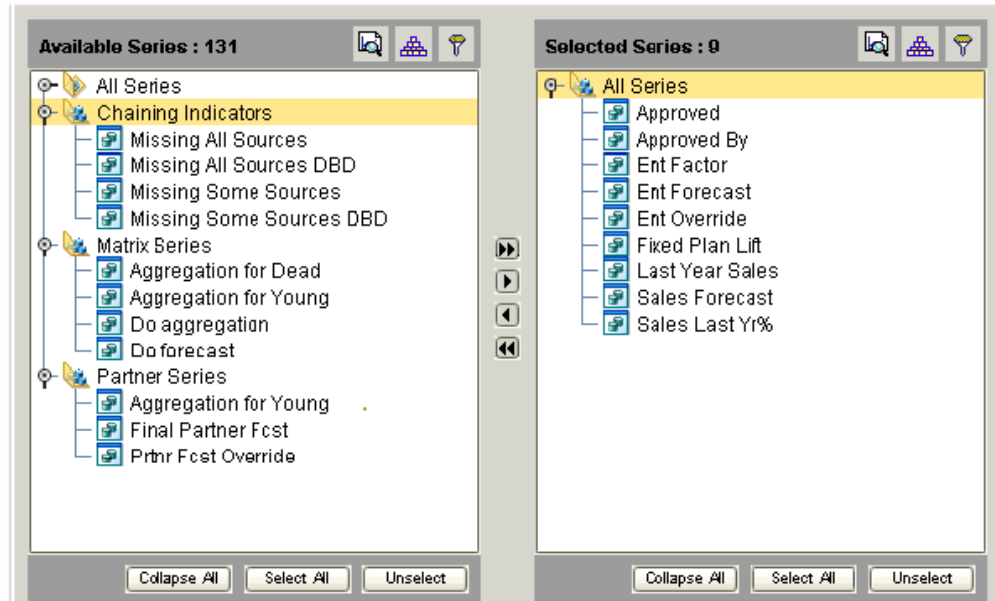 Available Series : 131
All Series
Chaining Indicators
Missing All Sources
Missing All Sources DBD
Missing Some Sources
Missing Some Sources DBD
Matrix Series
Aggregation for Dead
Aggregation for Young
Do aggregation
Do forecast
Partner Series
Aggregation for Young
Final Partner Fcst
Prtnr Fcst Override
Collapse All
Select All
Unselect
Selected Series : 9
All Series
Approved
Approved By
Ent Factor
Ent Forecast
Ent Override
Fixed Plan Lift
Last Year Sales
Sales Forecast
Sales Last Yr%
Collapse All
Select All
Unselect